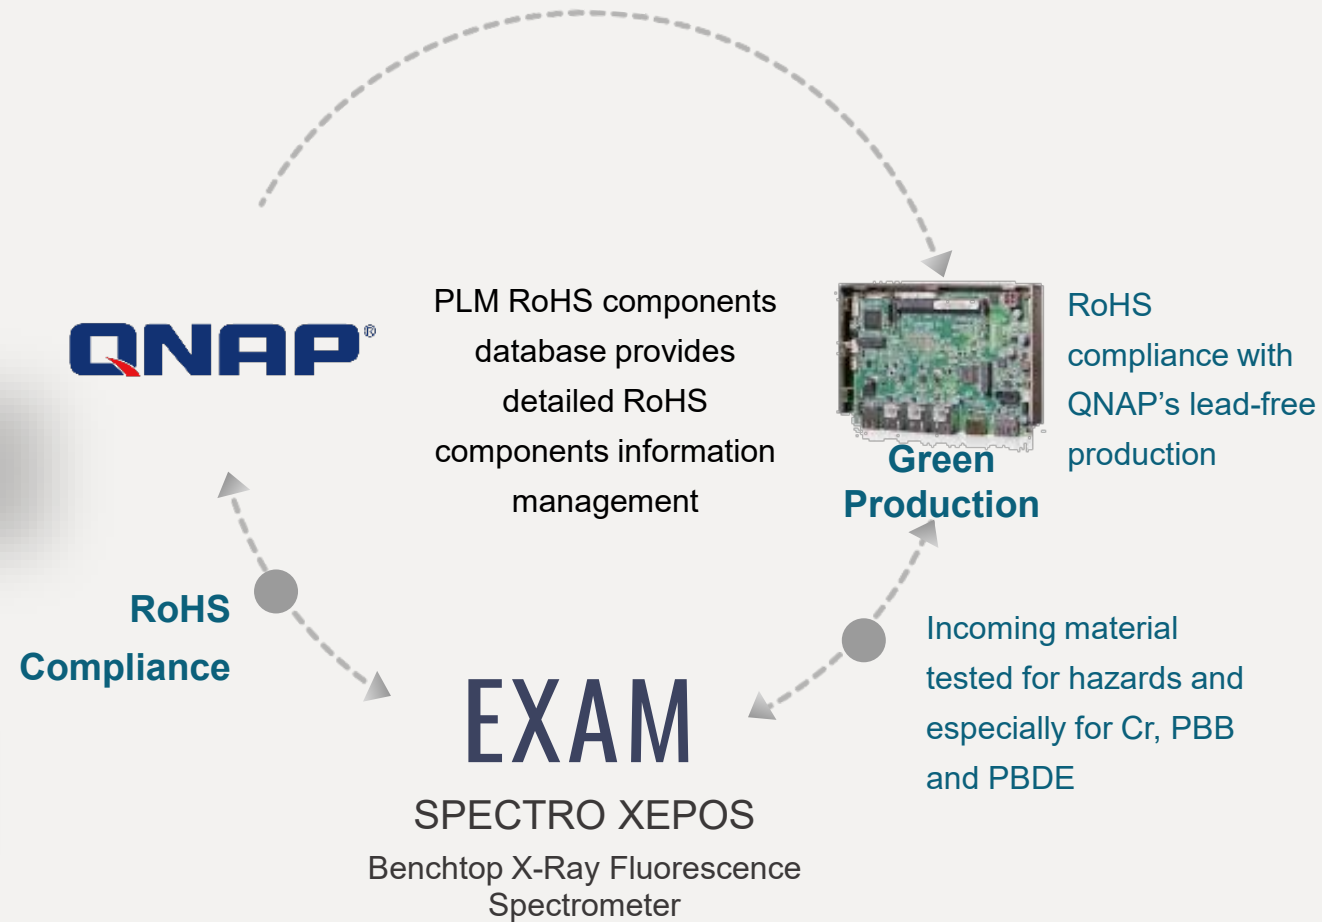 QNAP®
PLM RoHS components
database provides
detailed RoHS
components information
management
Green
Production
RoHS
compliance with
QNAP’s lead-free
production
RoHS
Compliance
EXAM
SPECTRO XEPOS
Benchtop X-Ray Fluorescence
Spectrometer
Incoming material
tested for hazards and
especially for Cr, PBB
and PBDE